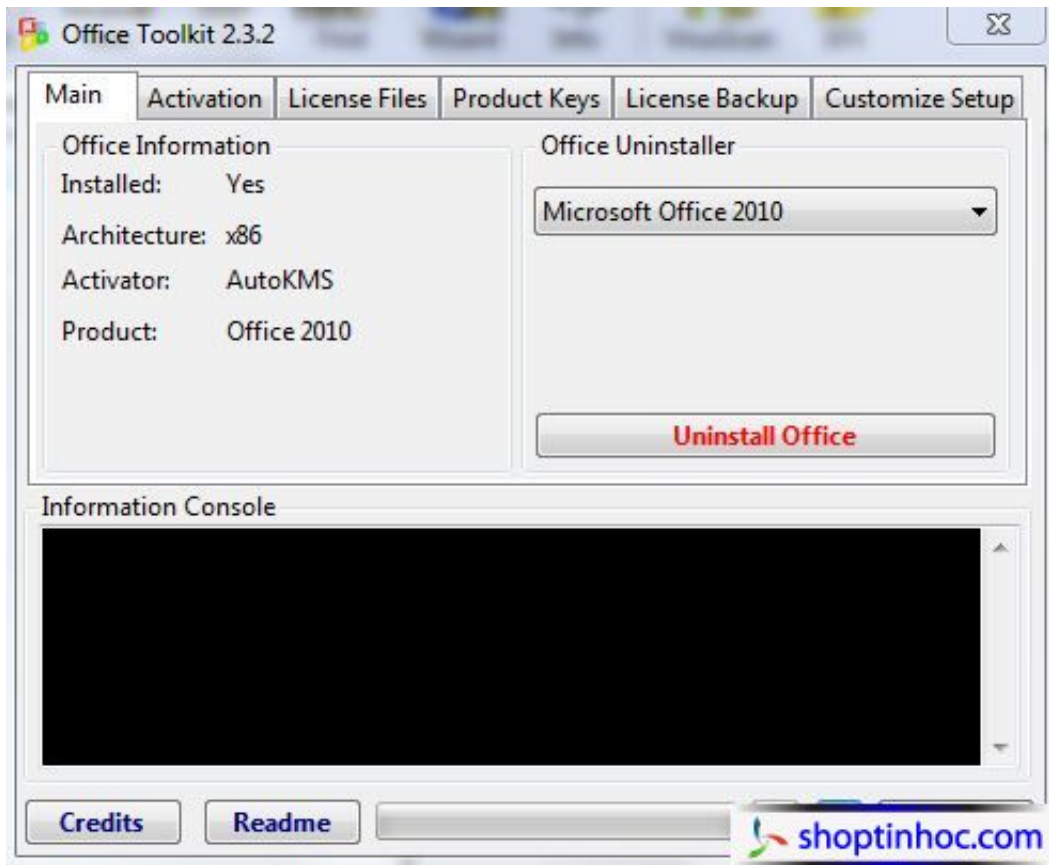 Office Toolkit 2.3.2
Main Activation License Files Product Keys License Backup Customize Setup
Office Information
Installed: Yes
Architecture: x86
Activator: AutoKMS
Product: Office 2010
Office Uninstaller
Microsoft Office 2010
Uninstall Office
Information Console
Credits Readme
shoptinhoc.com